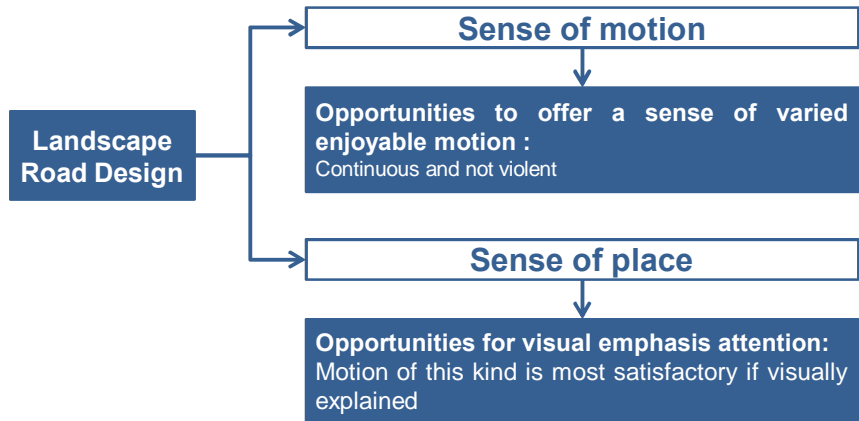 Landscape
Road Design
Sense of motion
Opportunities to offer a sense of varied
enjoyable motion :
Continuous and not violent
Sense of place
Opportunities for visual emphasis attention:
Motion of this kind is most satisfactory if visually
explained